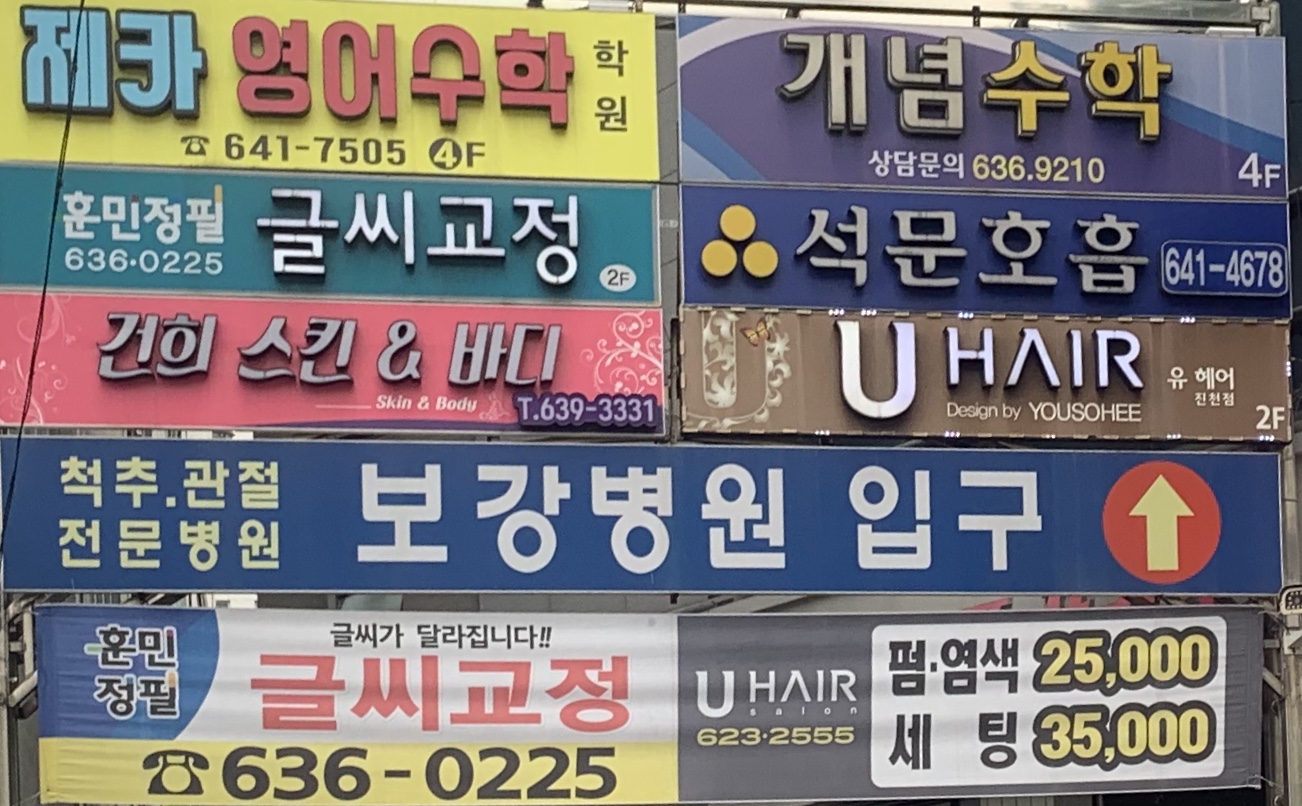 제카 영어수학 학원
☎ 641-7505 4F
개념수학
상담문의 636.9210 4F
훈민정필 글씨교정
636·0225 2F
석문호흡 641-4678
건희 스킨 & 바디
Skin & Body T.639-3331
U HAIR 유 헤어
진천점
Design by YOUSOHEE 2F
척추.관절
전문병원
보강병원 입구
훈민
정필
글씨가 달라집니다!!
글씨교정
☎ 636-0225
U HAIR
salon
623·2555
펌·염색 25,000
세팅 35,000